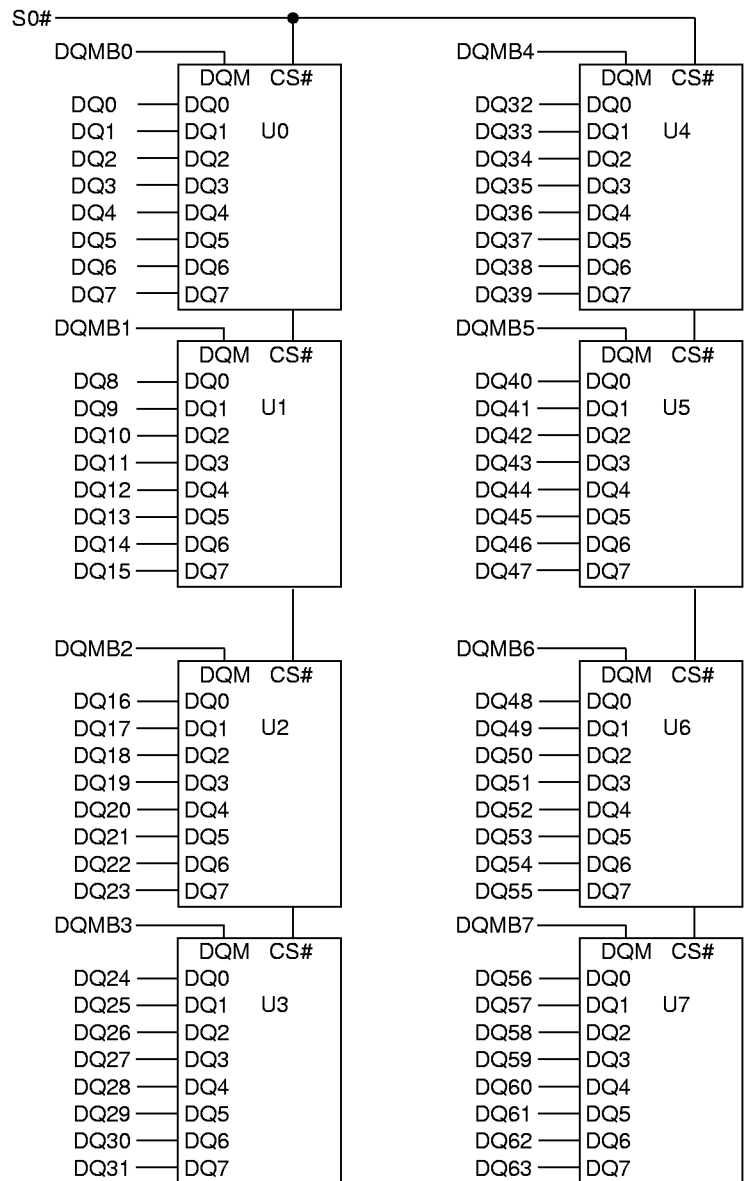 S0#
DQMB0 DQMB4
DQM CS# DQM CS#
DQ0 DQ0 DQ32 DQ0
DQ1 DQ1 U0 DQ33 DQ1 U4
DQ2 DQ2 DQ34 DQ2
DQ3 DQ3 DQ35 DQ3
DQ4 DQ4 DQ36 DQ4
DQ5 DQ5 DQ37 DQ5
DQ6 DQ6 DQ38 DQ6
DQ7 DQ7 DQ39 DQ7
DQMB1 DQMB5
DQM CS# DQM CS#
DQ8 DQ0 DQ40 DQ0
DQ9 DQ1 U1 DQ41 DQ1 U5
DQ10 DQ2 DQ42 DQ2
DQ11 DQ3 DQ43 DQ3
DQ12 DQ4 DQ44 DQ4
DQ13 DQ5 DQ45 DQ5
DQ14 DQ6 DQ46 DQ6
DQ15 DQ7 DQ47 DQ7
DQMB2 DQMB6
DQM CS# DQM CS#
DQ16 DQ0 DQ48 DQ0
DQ17 DQ1 U2 DQ49 DQ1 U6
DQ18 DQ2 DQ50 DQ2
DQ19 DQ3 DQ51 DQ3
DQ20 DQ4 DQ52 DQ4
DQ21 DQ5 DQ53 DQ5
DQ22 DQ6 DQ54 DQ6
DQ23 DQ7 DQ55 DQ7
DQMB3 DQMB7
DQM CS# DQM CS#
DQ24 DQ0 DQ56 DQ0
DQ25 DQ1 U3 DQ57 DQ1 U7
DQ26 DQ2 DQ58 DQ2
DQ27 DQ3 DQ59 DQ3
DQ28 DQ4 DQ60 DQ4
DQ29 DQ5 DQ61 DQ5
DQ30 DQ6 DQ62 DQ6
DQ31 DQ7 DQ63 DQ7